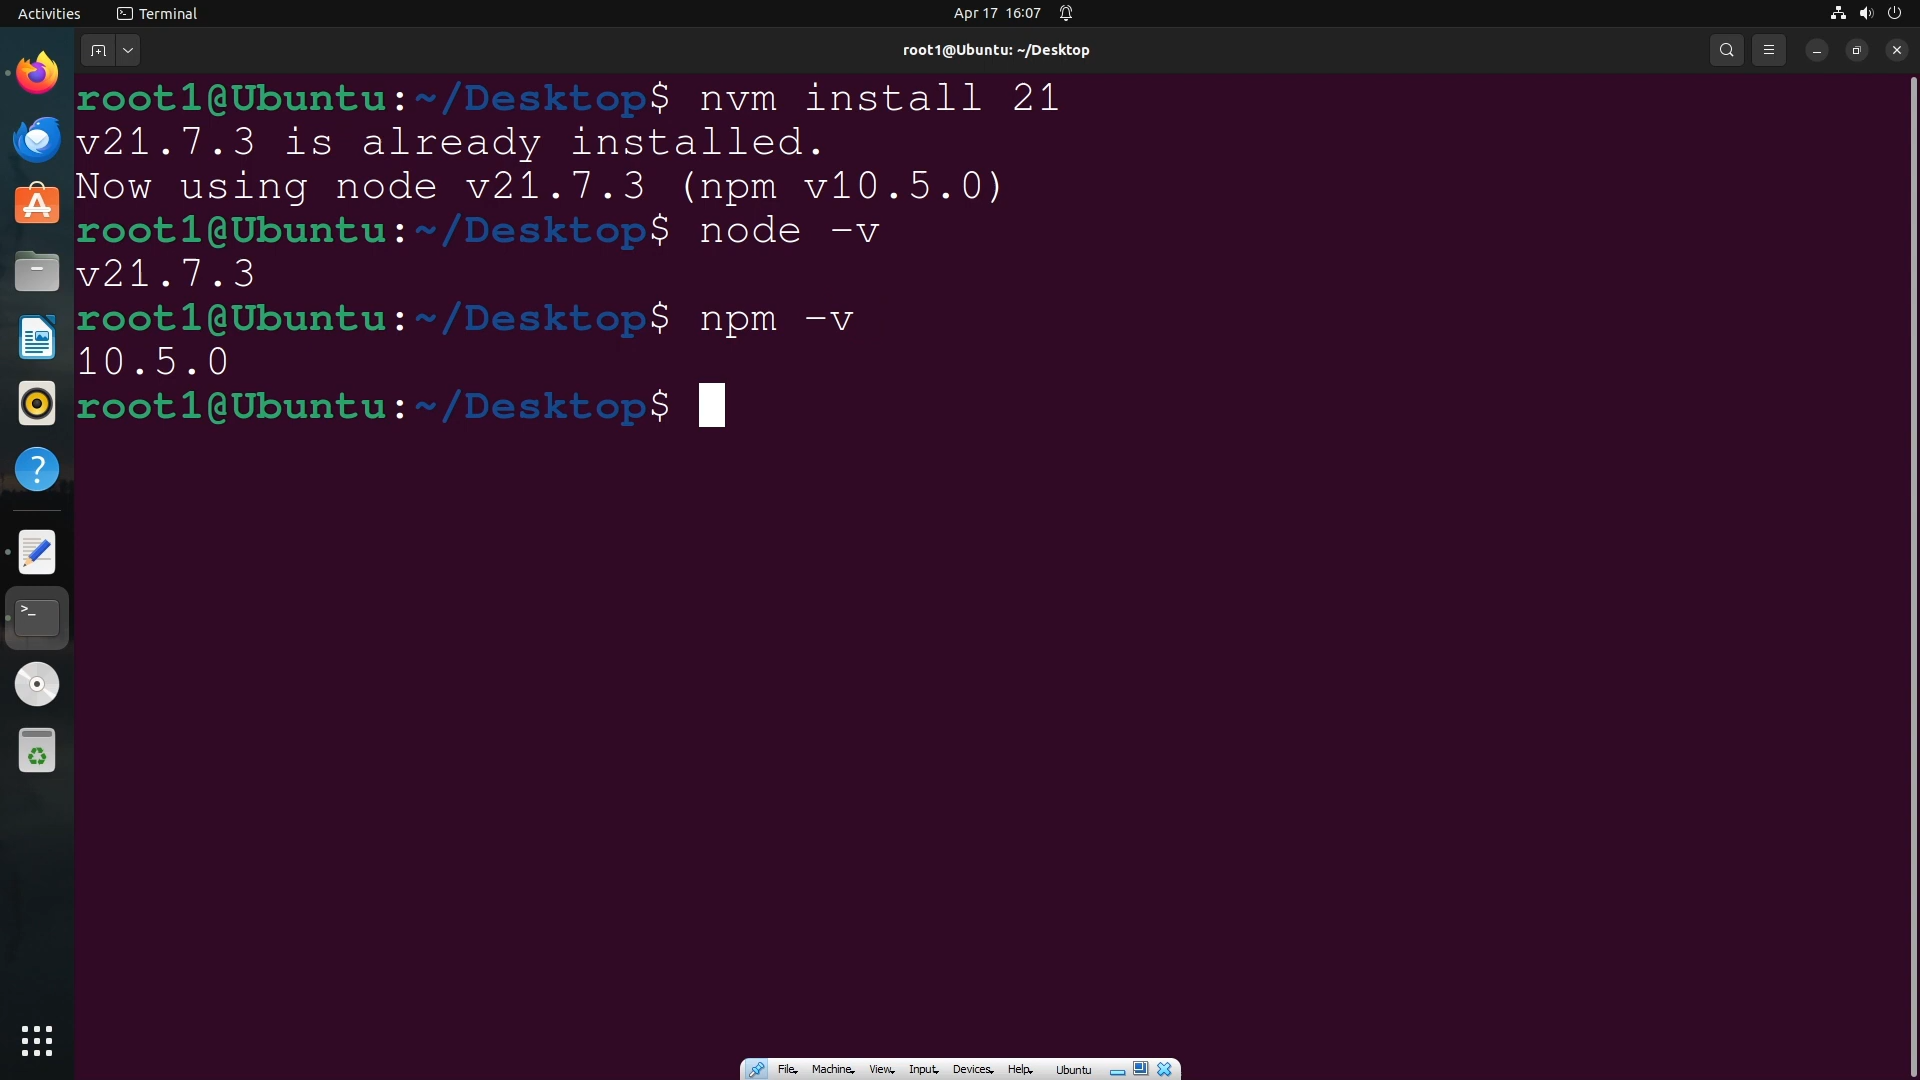 Activities Terminal Apr 17 16:07
root1@Ubuntu: ~/Desktop
root1@Ubuntu:~/Desktop$ nvm install 21
v21.7.3 is already installed.
Now using node v21.7.3 (npm v10.5.0)
root1@Ubuntu:~/Desktop$ node -v
v21.7.3
root1@Ubuntu:~/Desktop$ npm -v
10.5.0
root1@Ubuntu:~/Desktop$
File Machine View Input Devices Help Ubuntu